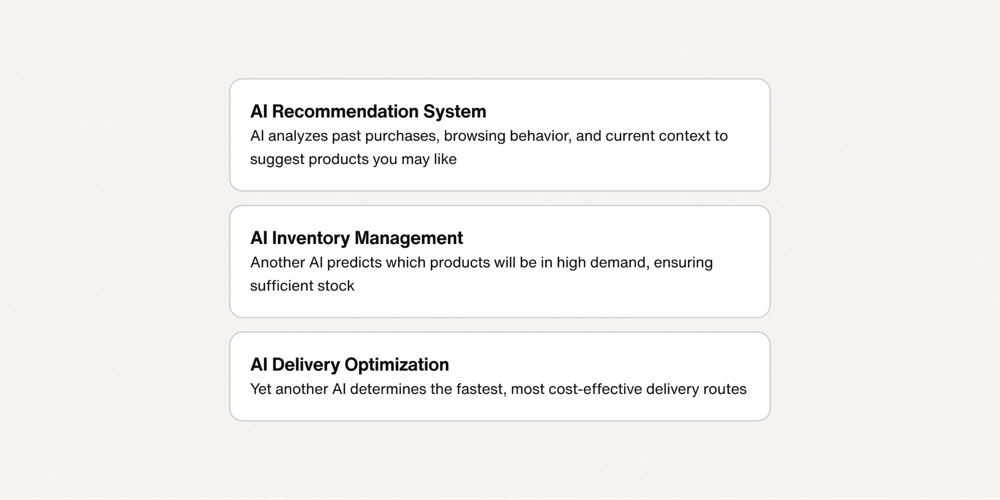 AI Recommendation System
AI analyzes past purchases, browsing behavior, and current context to
suggest products you may like
AI Inventory Management
Another AI predicts which products will be in high demand, ensuring
sufficient stock
AI Delivery Optimization
Yet another AI determines the fastest, most cost-effective delivery routes